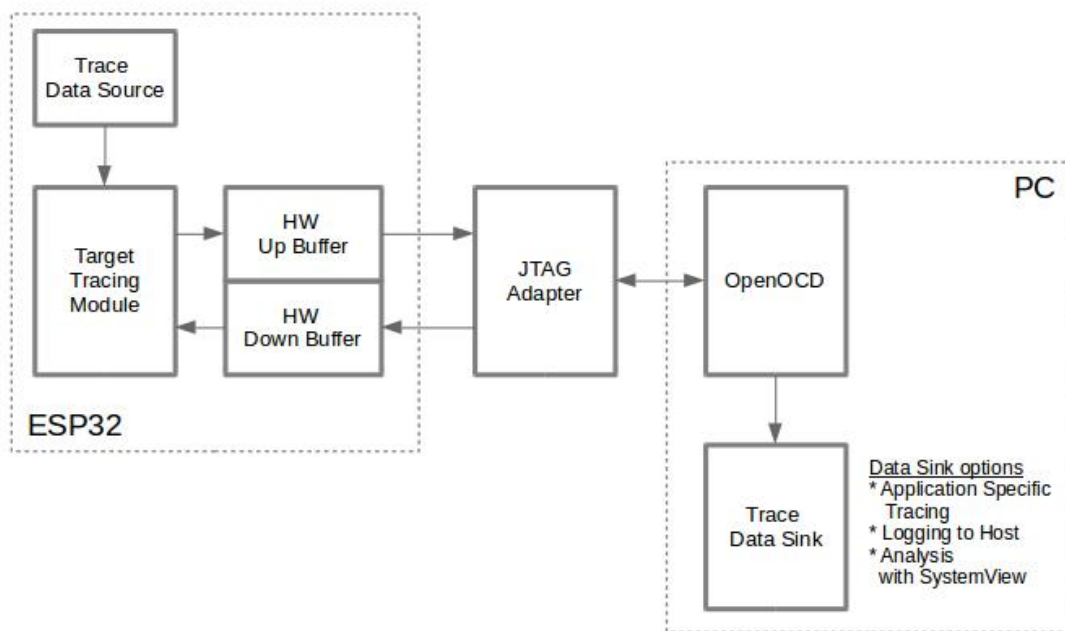 Trace
Data Source
Target
Tracing
Module
HW
Up Buffer
HW
Down Buffer
ESP32
JTAG
Adapter
PC
OpenOCD
Trace
Data Sink
Data Sink options
* Application Specific
Tracing
* Logging to Host
* Analysis
with SystemView